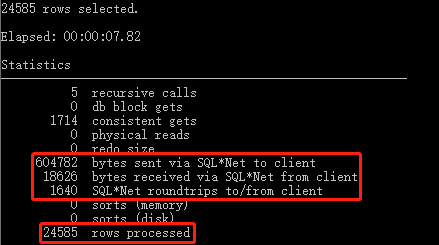 24585 rows selected.
Elapsed: 00:00:07.82
Statistics
5 recursive calls
0 db block gets
1714 consistent gets
0 physical reads
0 redo size
604782 bytes sent via SQL*Net to client
18626 bytes received via SQL*Net from client
1640 SQL*Net roundtrips to/from client
0 sorts (memory)
0 sorts (disk)
24585 rows processed